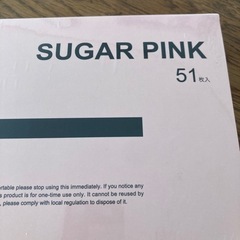 SUGAR PINK
51枚入
rtable please stop using this immediately. If you notice any
s product is for one-time use only. It cannot be reused by
, please comply with local regulation to dispose of it.